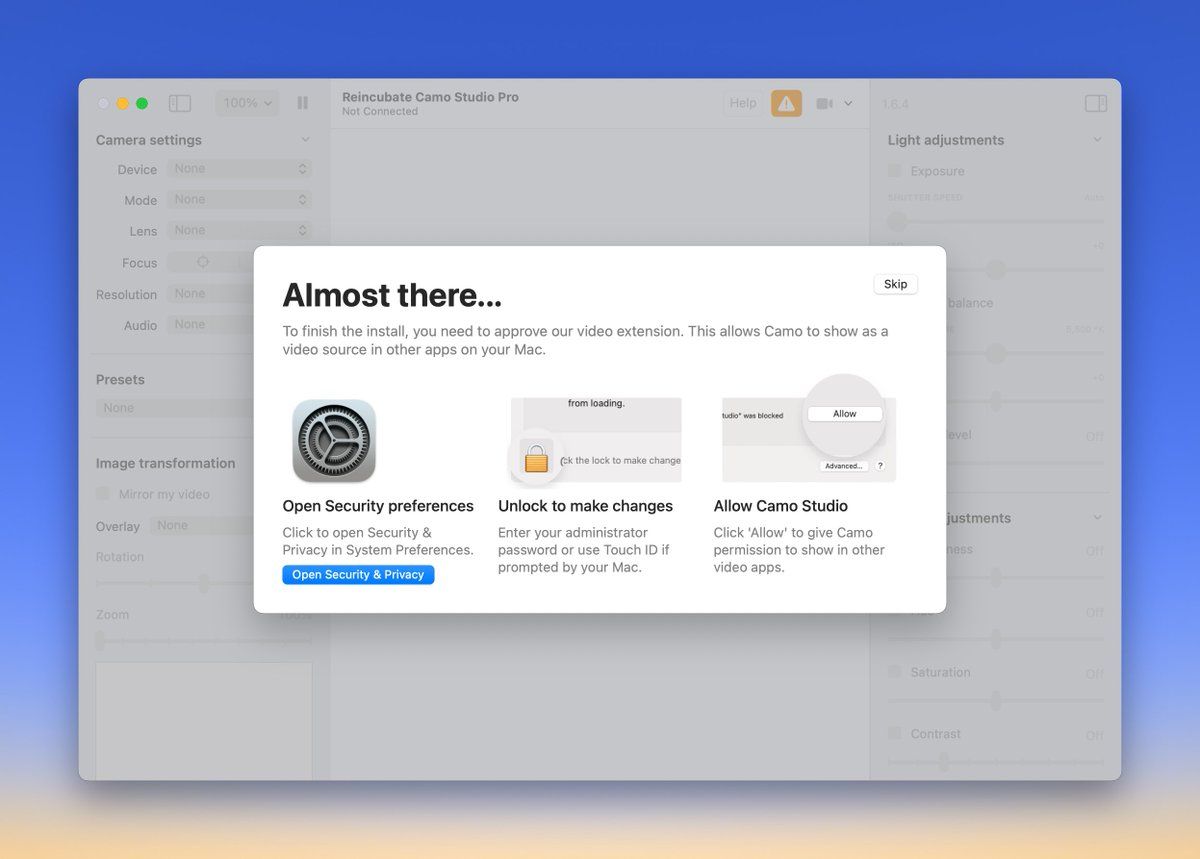 100%
Reincubate Camo Studio Pro
Not Connected
Help
1.6.4
Camera settings
Device None
Mode None
Lens None
Focus
Resolution None
Audio None
Presets
None
Image transformation
Mirror my video
Overlay None
Rotation
Zoom 100%
Almost there...
Skip
To finish the install, you need to approve our video extension. This allows Camo to show as a
video source in other apps on your Mac.
from loading.
ck the lock to make change
tudio" was blocked
Allow
Advanced... ?
Open Security preferences
Click to open Security &
Privacy in System Preferences.
Open Security & Privacy
Unlock to make changes
Enter your administrator
password or use Touch ID if
prompted by your Mac.
Allow Camo Studio
Click 'Allow' to give Camo
permission to show in other
video apps.
Light adjustments
Exposure
SHUTTER SPEED Auto
+0
balance
5,500 °K
+0
level Off
justments
ness Off
Off
Saturation Off
Contrast Off